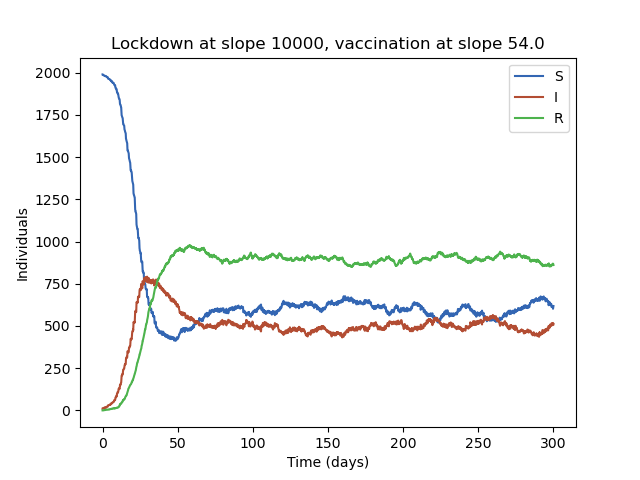 Lockdown at slope 10000, vaccination at slope 54.0
S
I
R
2000
1750
1500
1250
1000
750
500
250
0
Individuals
0 50 100 150 200 250 300
Time (days)